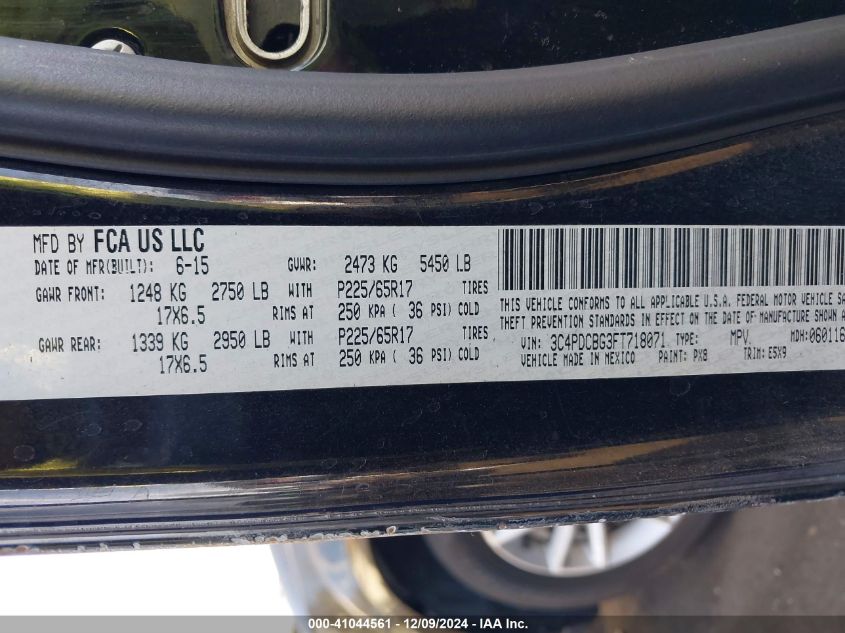 MFD BY FCA US LLC
DATE OF MFR(BUILT): 6-15 GVWR: 2473 KG 5450 LB
GAWR FRONT: 1248 KG 2750 LB WITH P225/65R17 TIRES
17X6.5 RIMS AT 250 KPA ( 36 PSI) COLD
GAWR REAR: 1339 KG 2950 LB WITH P225/65R17 TIRES
17X6.5 RIMS AT 250 KPA ( 36 PSI) COLD
THIS VEHICLE CONFORMS TO ALL APPLICABLE U.S.A. FEDERAL MOTOR VEHICLE SA
THEFT PREVENTION STANDARDS IN EFFECT ON THE DATE OF MANUFACTURE SHOWN AB
VIN: 3C4PDCBG3FT718071 TYPE: MPV MDH:060116
VEHICLE MADE IN MEXICO PAINT: PX8 TRIM: E5X9
000-41044561 - 12/09/2024 - IAA Inc.